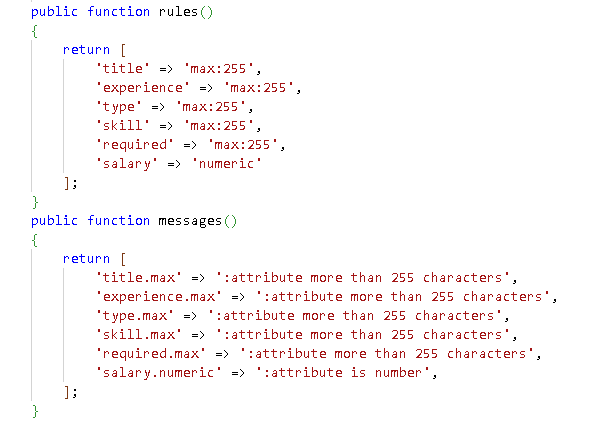 public function rules()
{
    return [
        'title' => 'max:255',
        'experience' => 'max:255',
        'type' => 'max:255',
        'skill' => 'max:255',
        'required' => 'max:255',
        'salary' => 'numeric'
    ];
}
public function messages()
{
    return [
        'title.max' => ':attribute more than 255 characters',
        'experience.max' => ':attribute more than 255 characters',
        'type.max' => ':attribute more than 255 characters',
        'skill.max' => ':attribute more than 255 characters',
        'required.max' => ':attribute more than 255 characters',
        'salary.numeric' => ':attribute is number',
    ];
}